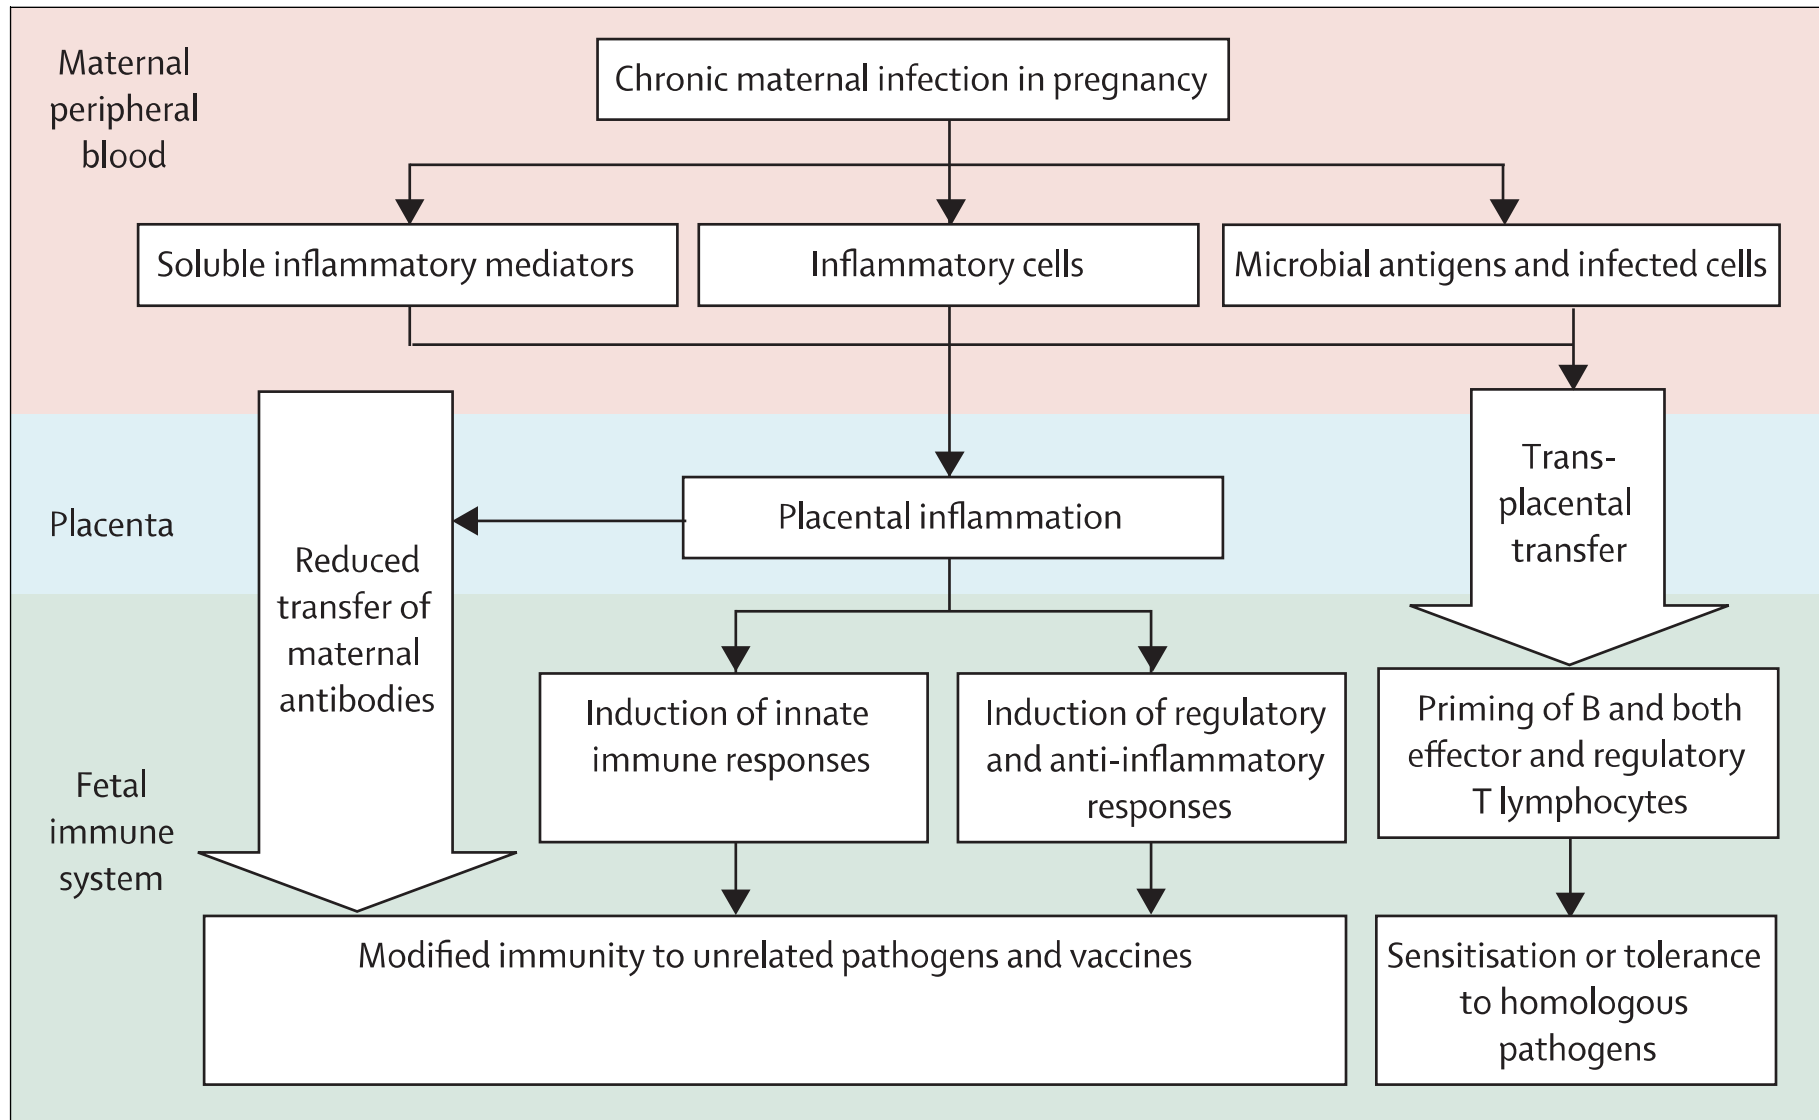 Maternal
peripheral
blood
Chronic maternal infection in pregnancy
Soluble inflammatory mediators
Inflammatory cells
Microbial antigens and infected cells
Placenta
Placental inflammation
Trans-
placental
transfer
Reduced
transfer of
maternal
antibodies
Fetal
immune
system
Induction of innate
immune responses
Induction of regulatory
and anti-inflammatory
responses
Priming of B and both
effector and regulatory
T lymphocytes
Modified immunity to unrelated pathogens and vaccines
Sensitisation or tolerance
to homologous
pathogens